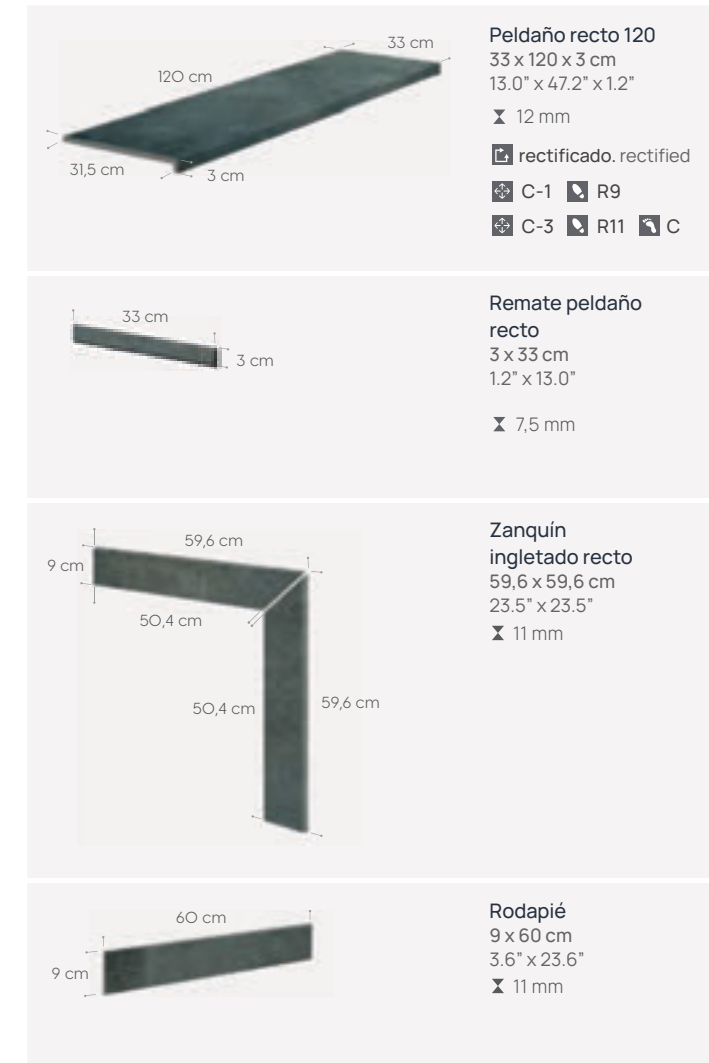 33 cm
120 cm
31,5 cm
3 cm
Peldaño recto 120
33 x 120 x 3 cm
13.0” x 47.2” x 1.2”
12 mm
rectificado. rectified
C-1 R9
C-3 R11 C
33 cm
3 cm
Remate peldaño
recto
3 x 33 cm
1.2” x 13.0”
7,5 mm
59,6 cm
9 cm
50,4 cm
50,4 cm
59,6 cm
Zanquín
ingletado recto
59,6 x 59,6 cm
23.5” x 23.5”
11 mm
60 cm
9 cm
Rodapié
9 x 60 cm
3.6” x 23.6”
11 mm